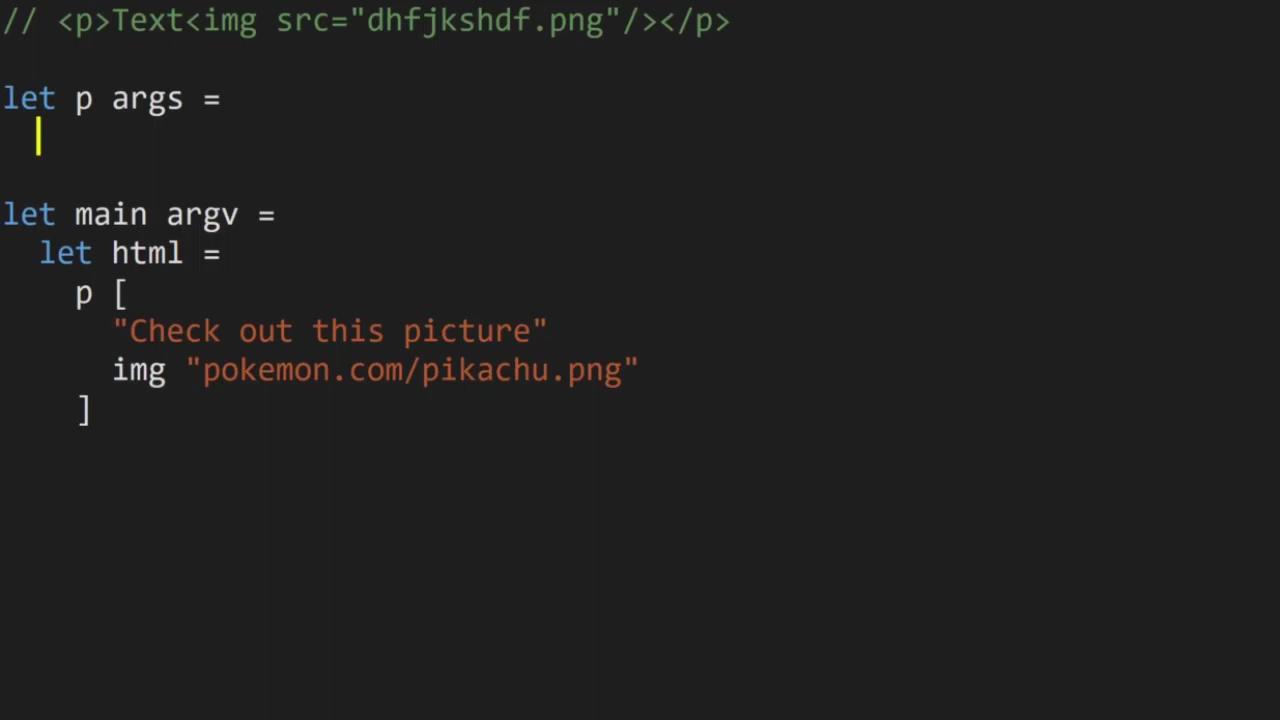 // <p>Text<img src="dhfjkshdf.png"/></p>
let p args =
let main argv =
let html =
p [
"Check out this picture"
img "pokemon.com/pikachu.png"
]